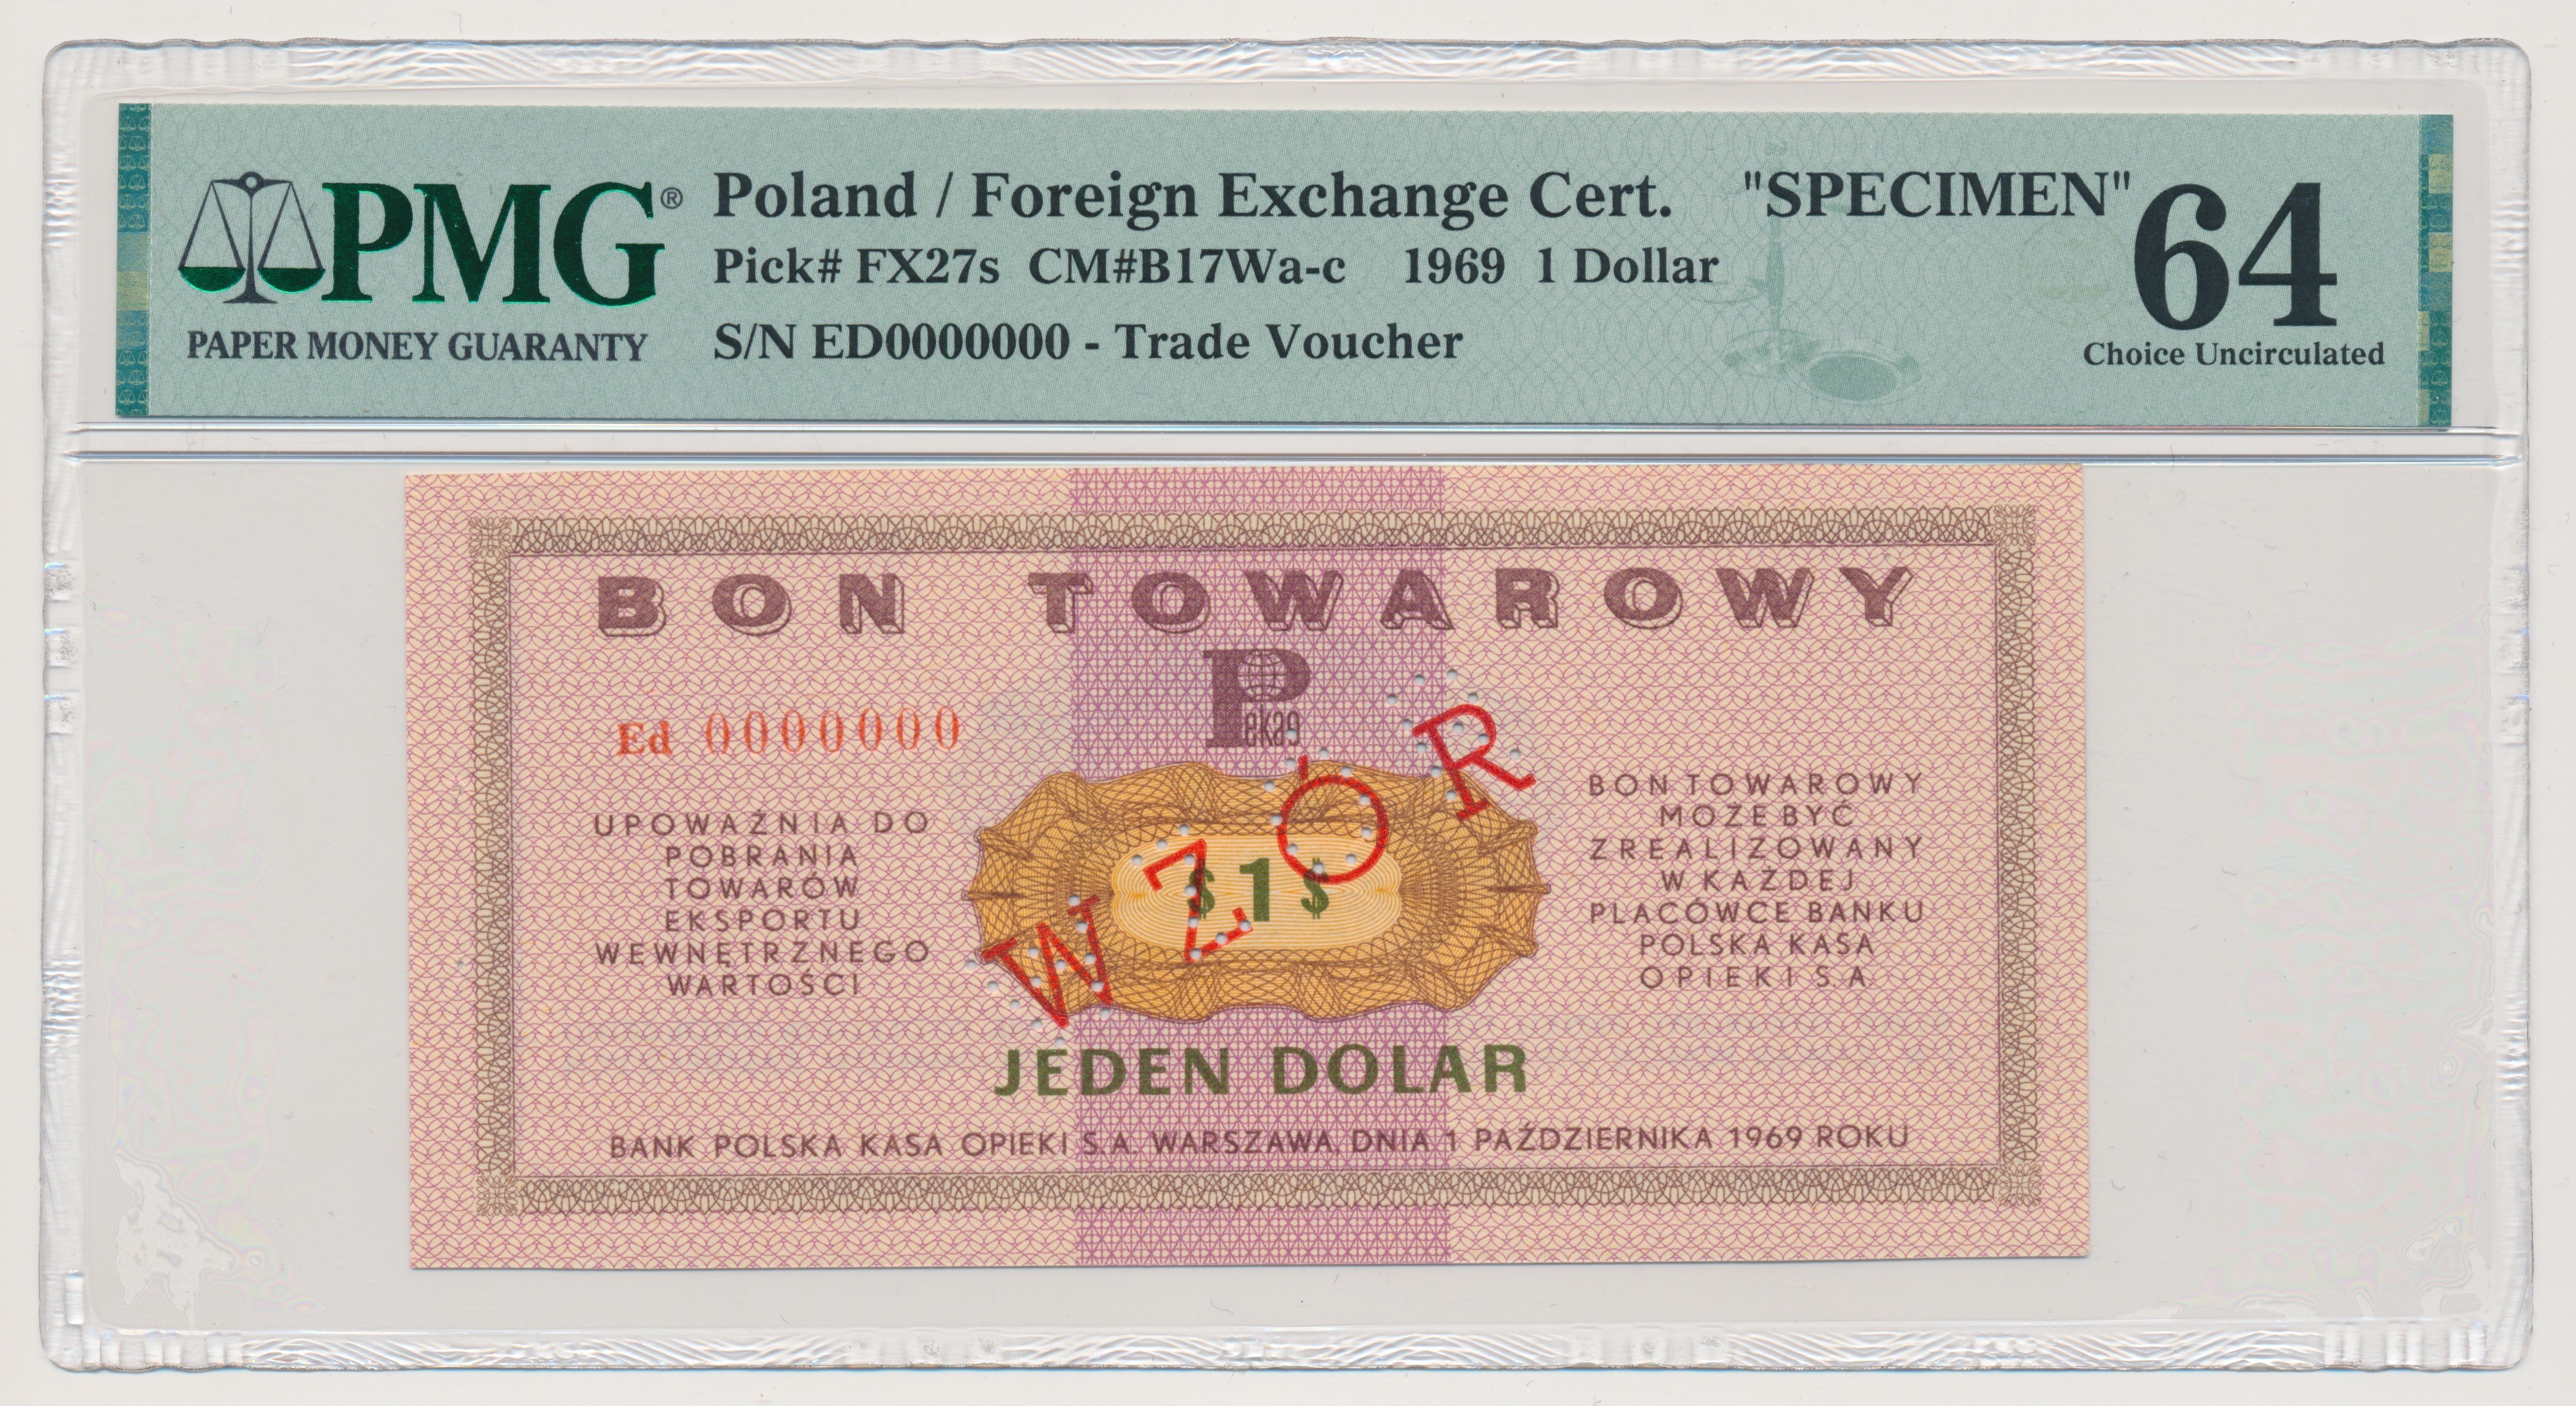 PMG®
PAPER MONEY GUARANTY
Poland / Foreign Exchange Cert. "SPECIMEN"
Pick# FX27s CM#B17Wa-c 1969 1 Dollar
S/N ED0000000 - Trade Voucher
64
Choice Uncirculated
BON TOWAROWY
Pekao
Ed 0000000
UPOWAŻNIA DO
POBRANIA
TOWARÓW
EKSPORTU
WEWNĘTRZNEGO
WARTOŚCI
$1$
WZÓR
BON TOWAROWY
MOŻE BYĆ
ZREALIZOWANY
W KAŻDEJ
PLACÓWCE BANKU
POLSKA KASA
OPIEKI S.A.
JEDEN DOLAR
BANK POLSKA KASA OPIEKI S.A. WARSZAWA, DNIA 1 PAŹDZIERNIKA 1969 ROKU